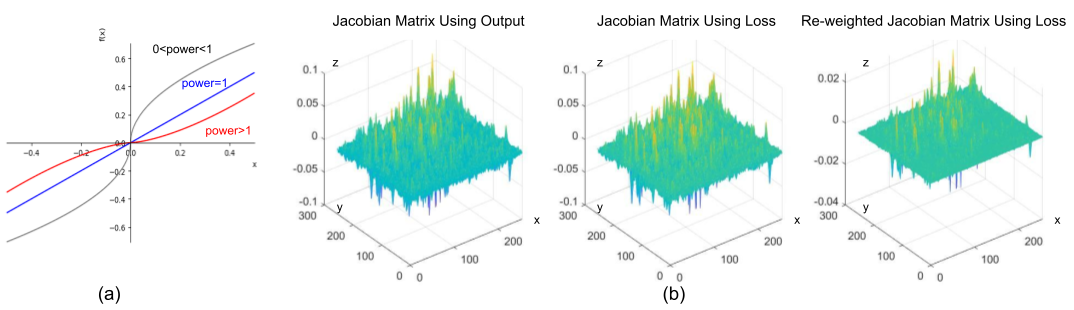 f(x)
0<power<1
power=1
power>1
0.6
0.4
0.2
0.0
−0.2
−0.4
−0.6
−0.4
−0.2
0.0
0.2
0.4
x
(a)
Jacobian Matrix Using Output
z
0.1
0.05
0
-0.05
-0.1
y
300
200
100
0
x
0
100
200
Jacobian Matrix Using Loss
z
0.1
0.05
0
-0.05
-0.1
y
300
200
100
0
x
0
100
200
Re-weighted Jacobian Matrix Using Loss
z
0.02
0
-0.02
-0.04
y
300
200
100
0
x
0
100
200
(b)